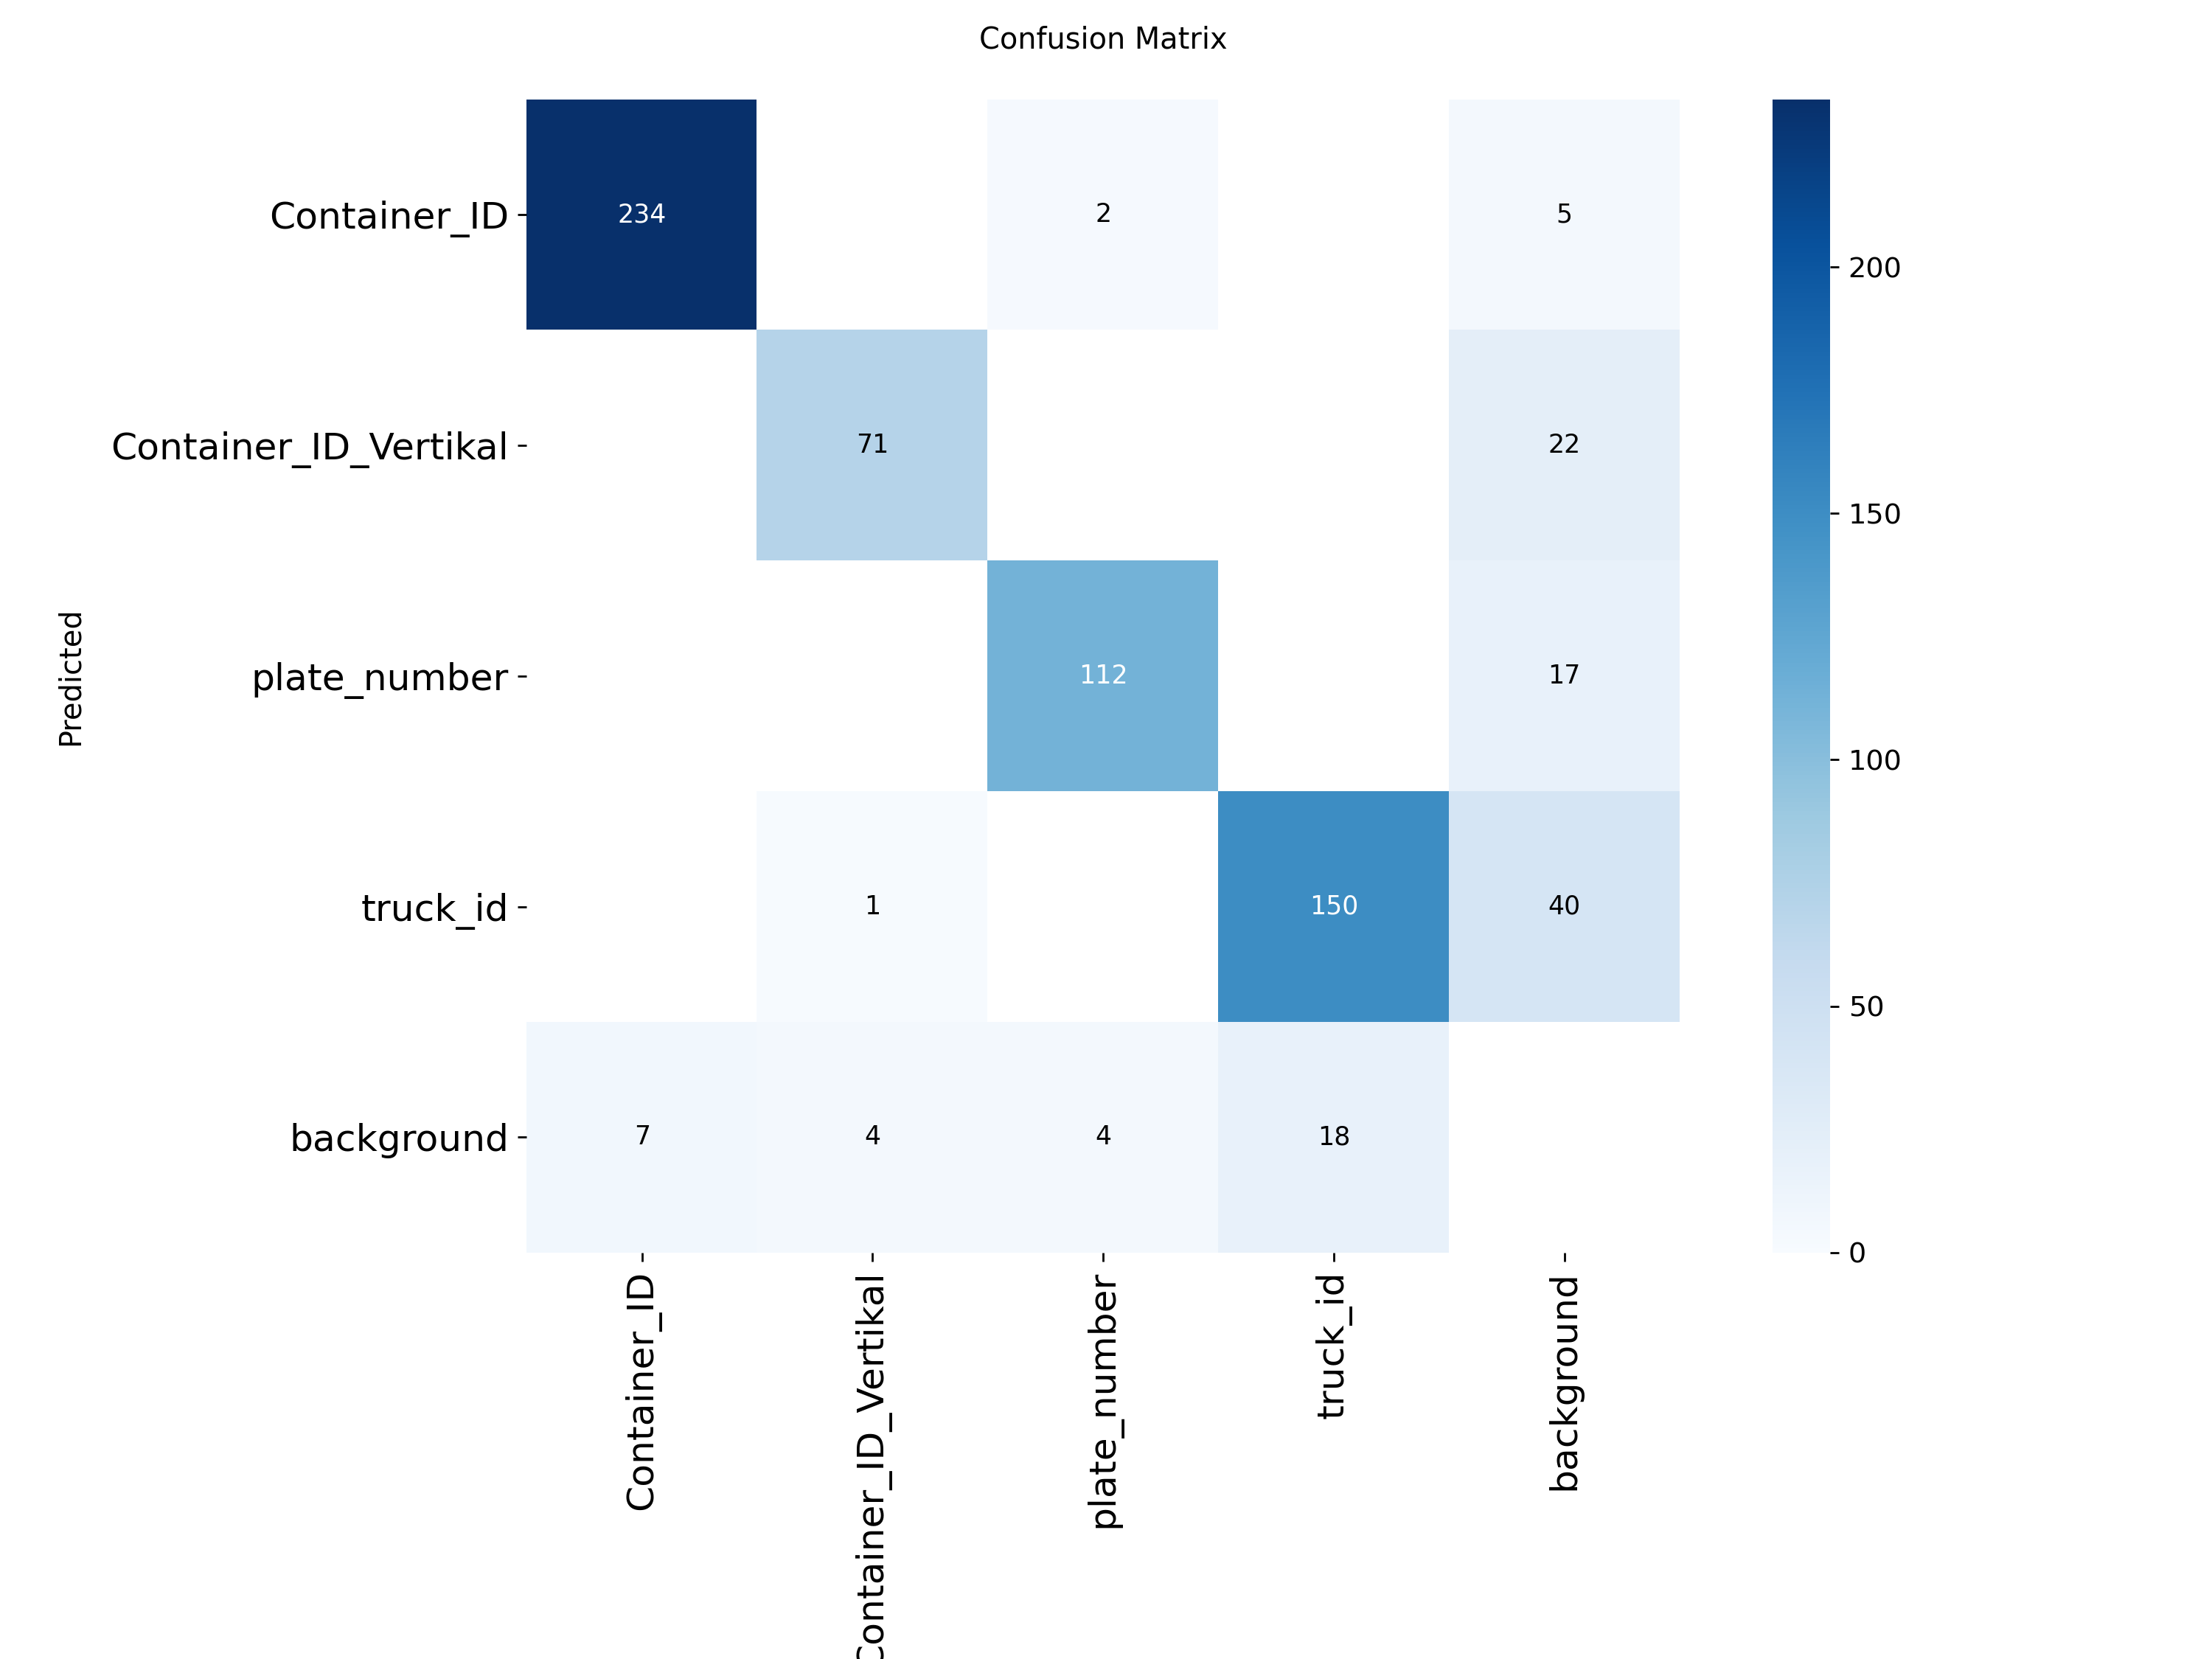 Confusion Matrix
Container_ID
234
2
5
200
Container_ID_Vertikal
71
22
150
Predicted
plate_number
112
17
100
truck_id
1
150
40
50
background
7
4
4
18
0
Container_ID
Container_ID_Vertikal
plate_number
truck_id
background